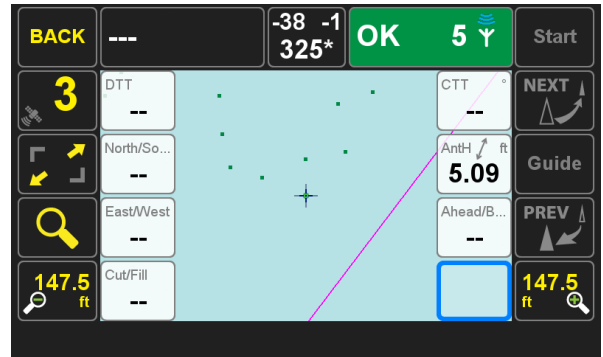 BACK
---
-38 -1
325*
OK
5
Start
3
DTT
--
CTT °
--
NEXT
North/So...
--
AntH ft
5.09
Guide
East/West
--
Ahead/B...
--
PREV
147.5
ft
Cut/Fill
--
147.5
ft